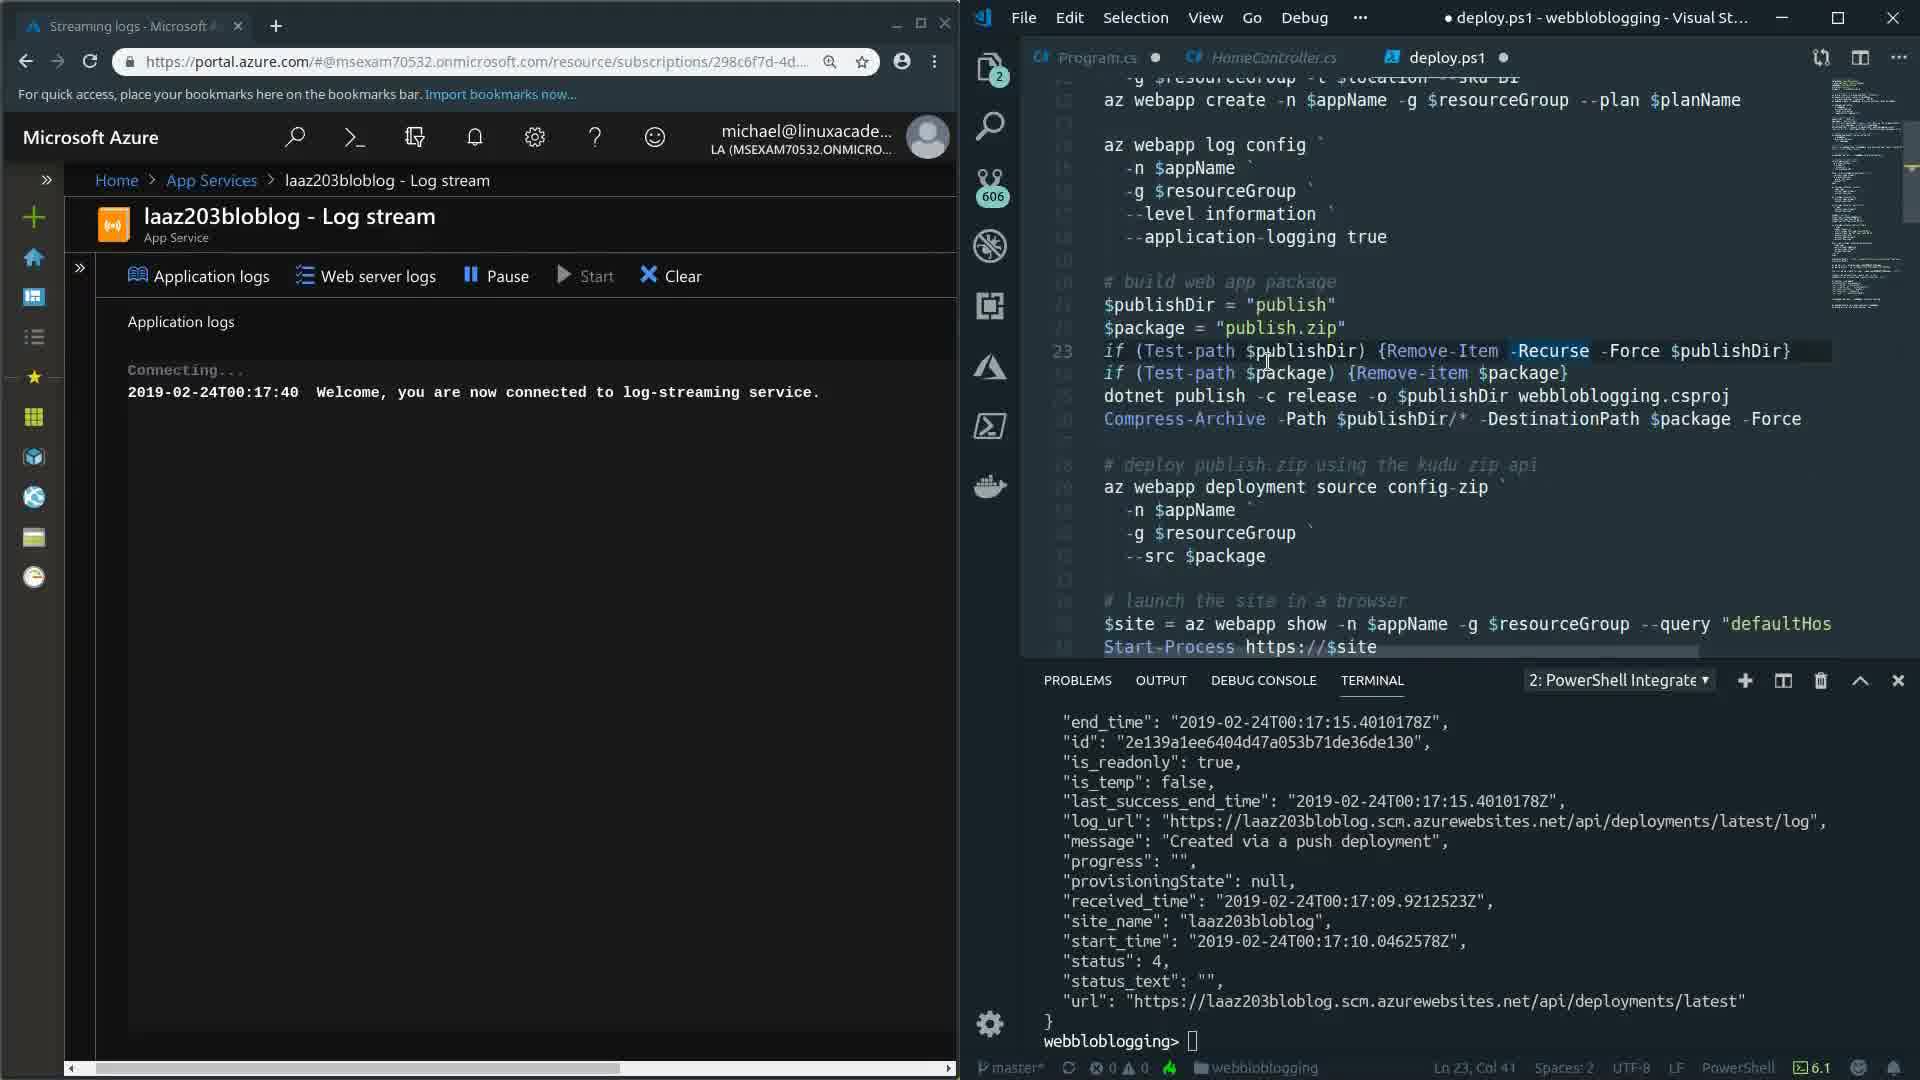 Streaming logs - Microsoft
https://portal.azure.com/#@msexam70532.onmicrosoft.com/resource/subscriptions/298c6f7d-4d...
For quick access, place your bookmarks here on the bookmarks bar. Import bookmarks now...
Microsoft Azure
michael@linuxacade...
LA (MSEXAM70532.ONMICRO...
Home > App Services > laaz203bloblog - Log stream
laaz203bloblog - Log stream
App Service
Application logs Web server logs Pause Start Clear
Application logs
Connecting...
2019-02-24T00:17:40 Welcome, you are now connected to log-streaming service.
File Edit Selection View Go Debug ··· ● deploy.ps1 - webbloblogging - Visual St...
Program.cs ● HomeController.cs deploy.ps1 ●
2
606
-g $resourceGroup -l $location --sku B1
az webapp create -n $appName -g $resourceGroup --plan $planName
az webapp log config `
-n $appName `
-g $resourceGroup `
--level information `
--application-logging true
# build web app package
$publishDir = "publish"
$package = "publish.zip"
23 if (Test-path $publishDir) {Remove-Item -Recurse -Force $publishDir}
if (Test-path $package) {Remove-item $package}
dotnet publish -c release -o $publishDir webbloblogging.csproj
Compress-Archive -Path $publishDir/* -DestinationPath $package -Force
# deploy publish.zip using the kudu zip api
az webapp deployment source config-zip `
-n $appName `
-g $resourceGroup `
--src $package
# launch the site in a browser
$site = az webapp show -n $appName -g $resourceGroup --query "defaultHos
Start-Process https://$site
PROBLEMS OUTPUT DEBUG CONSOLE TERMINAL 2: PowerShell Integrate
"end_time": "2019-02-24T00:17:15.4010178Z",
"id": "2e139a1ee6404d47a053b71de36de130",
"is_readonly": true,
"is_temp": false,
"last_success_end_time": "2019-02-24T00:17:15.4010178Z",
"log_url": "https://laaz203bloblog.scm.azurewebsites.net/api/deployments/latest/log",
"message": "Created via a push deployment",
"progress": "",
"provisioningState": null,
"received_time": "2019-02-24T00:17:09.9212523Z",
"site_name": "laaz203bloblog",
"start_time": "2019-02-24T00:17:10.0462578Z",
"status": 4,
"status_text": "",
"url": "https://laaz203bloblog.scm.azurewebsites.net/api/deployments/latest"
}
webbloblogging>
master* 0 0 webbloblogging Ln 23, Col 41 Spaces: 2 UTF-8 LF PowerShell 6.1